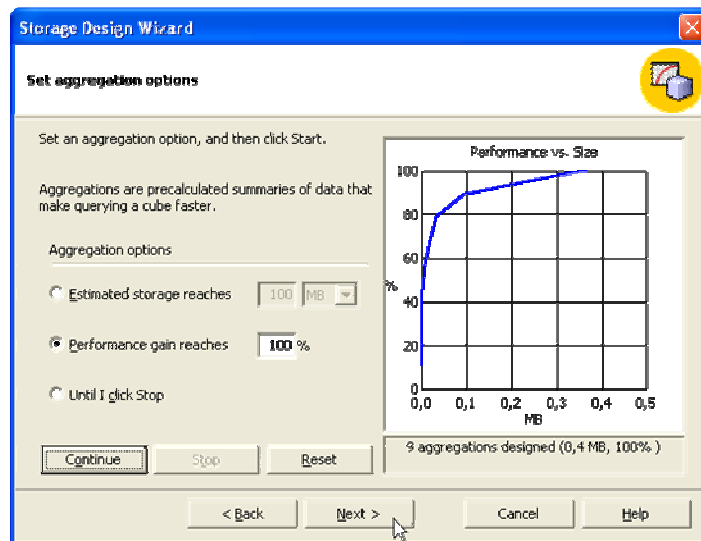 Storage Design Wizard
Set aggregation options
Set an aggregation option, and then click Start.
Aggregations are precalculated summaries of data that
make querying a cube faster.
Aggregation options
Estimated storage reaches 100 MB
Performance gain reaches 100 %
Until I click Stop
Continue Stop Reset
Performance vs. Size
100
80
60
%
40
20
0
0,0 0,1 0,2 0,3 0,4 0,5
MB
9 aggregations designed (0,4 MB, 100% )
< Back Next > Cancel Help